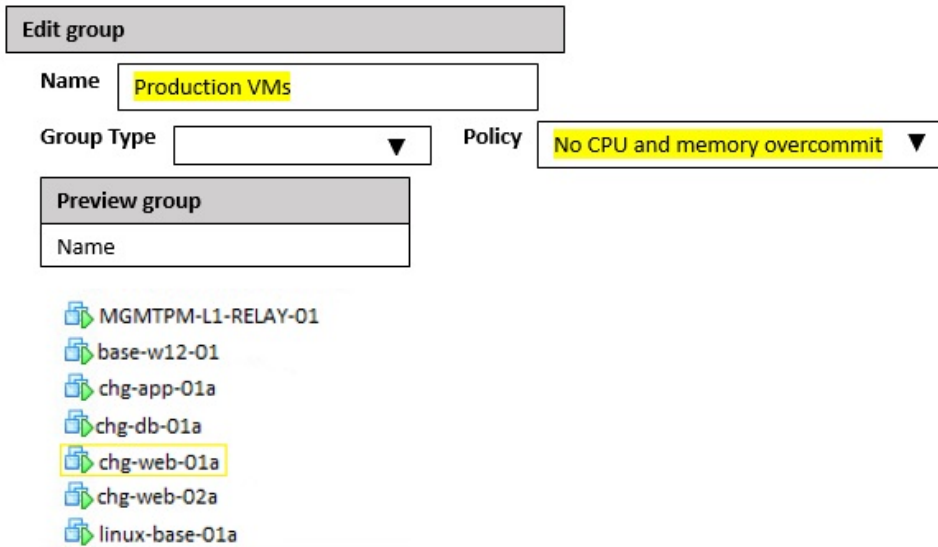 Edit group
Name Production VMs
Group Type Policy No CPU and memory overcommit
Preview group
Name
MGMTPM-L1-RELAY-01
base-w12-01
chg-app-01a
chg-db-01a
chg-web-01a
chg-web-02a
linux-base-01a